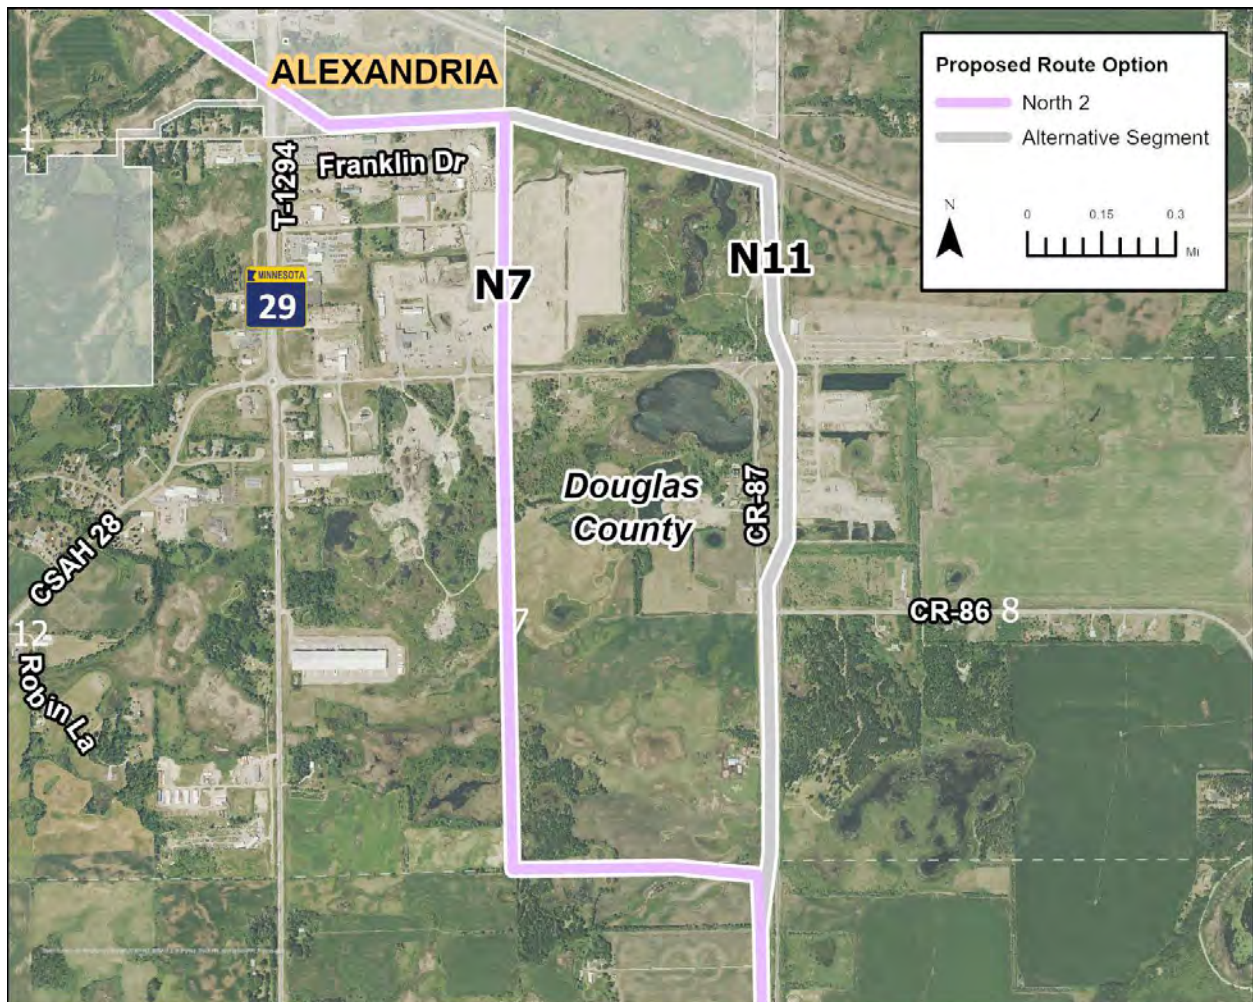 ALEXANDRIA
Proposed Route Option
North 2
Alternative Segment
N
0 0.15 0.3
Mi
1
T-1294
Franklin Dr
N7
N11
MINNESOTA
29
Douglas
County
CR-87
CSAH 28
7
CR-86
8
12
Robin La